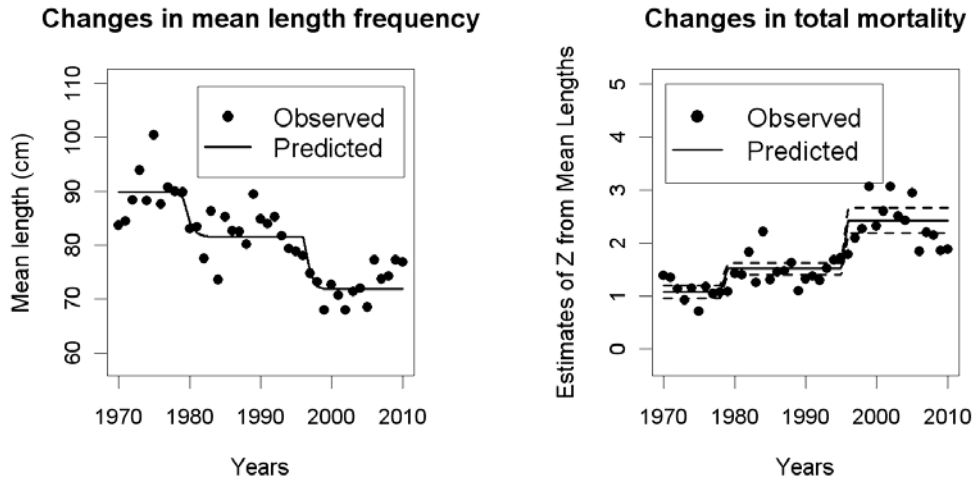 Changes in mean length frequency
Mean length (cm)
110
100
90
80
70
60
Observed
Predicted
1970
1980
1990
2000
2010
Years
Changes in total mortality
Estimates of Z from Mean Lengths
5
4
3
2
1
0
Observed
Predicted
1970
1980
1990
2000
2010
Years